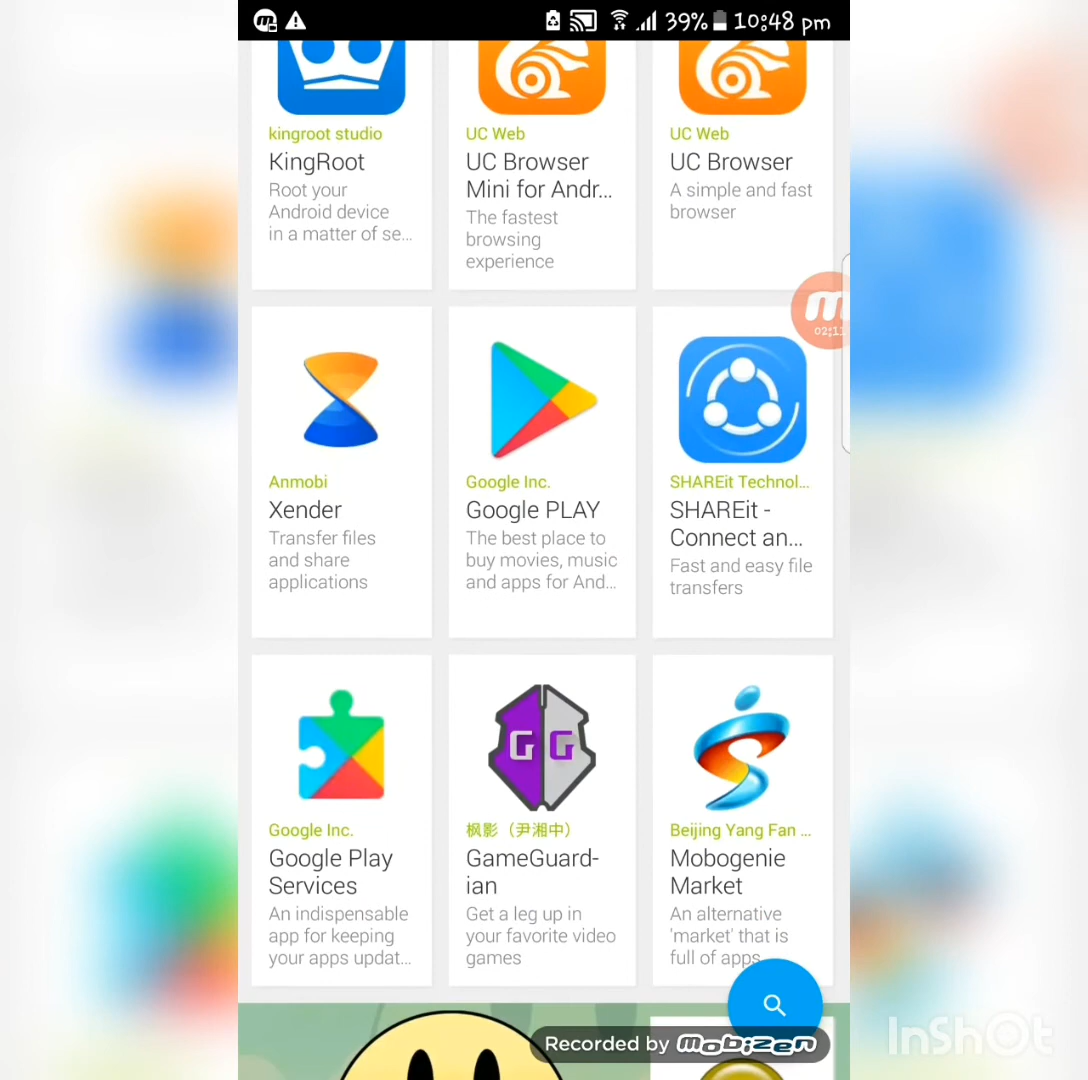 39% 10:48 pm
kingroot studio
KingRoot
Root your
Android device
in a matter of se...
UC Web
UC Browser
Mini for Andr...
The fastest
browsing
experience
UC Web
UC Browser
A simple and fast
browser
02:11
Anmobi
Xender
Transfer files
and share
applications
Google Inc.
Google PLAY
The best place to
buy movies, music
and apps for And...
SHAREit Technol...
SHAREit -
Connect an...
Fast and easy file
transfers
Google Inc.
Google Play
Services
An indispensable
app for keeping
your apps updat...
GG
枫影（尹湘中）
GameGuard-
ian
Get a leg up in
your favorite video
games
Beijing Yang Fan ...
Mobogenie
Market
An alternative
'market' that is
full of apps
Recorded by mobizen
InShOt